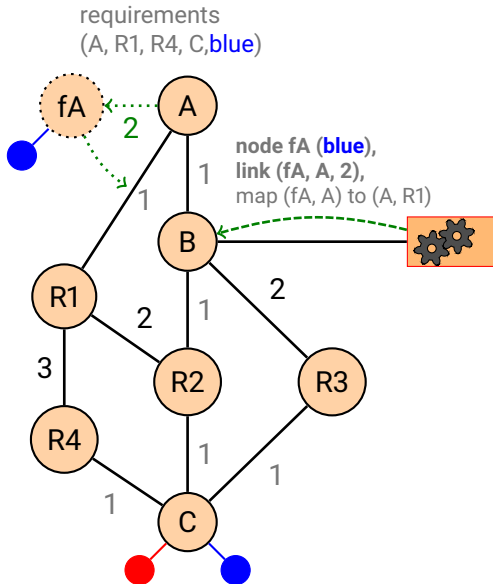 requirements
(A, R1, R4, C,blue)
fA
A
2
1
1
node fA (blue),
link (fA, A, 2),
map (fA, A) to (A, R1)
B
R1
2
1
2
3
R2
R3
R4
1
1
1
C